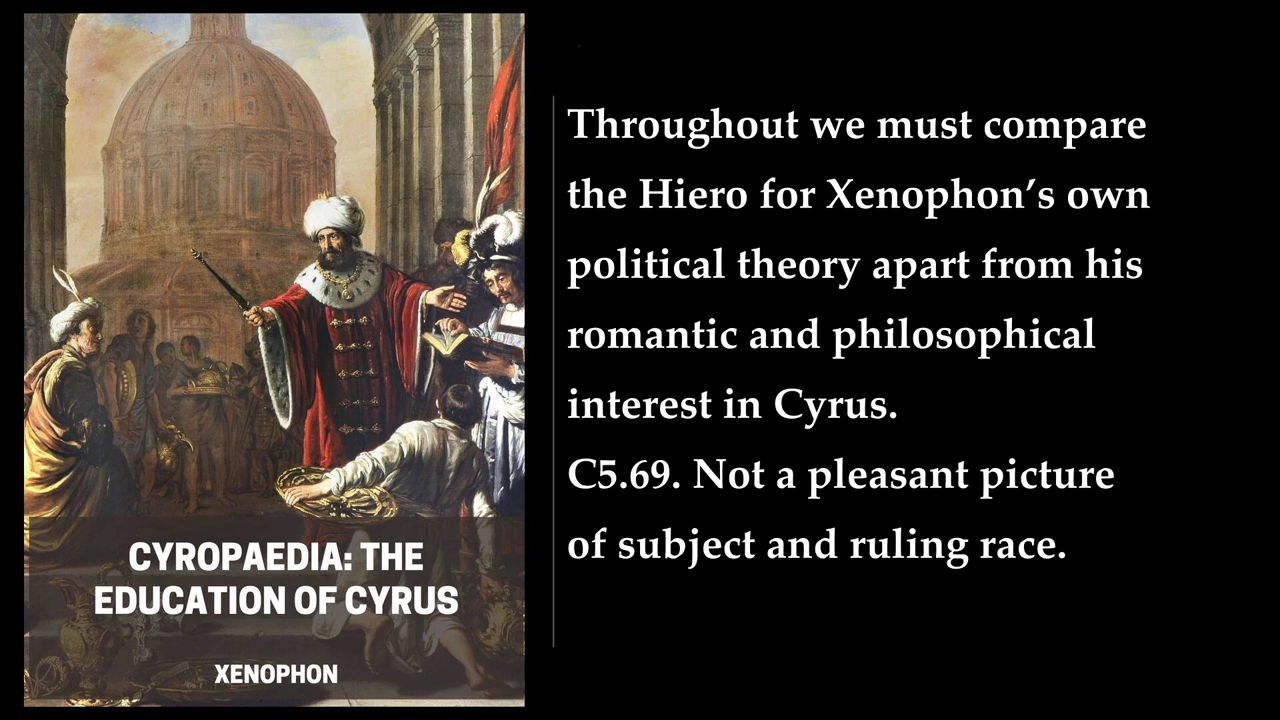 CYROPAEDIA: THE
EDUCATION OF CYRUS
XENOPHON
Throughout we must compare
the Hiero for Xenophon’s own
political theory apart from his
romantic and philosophical
interest in Cyrus.
C5.69. Not a pleasant picture
of subject and ruling race.